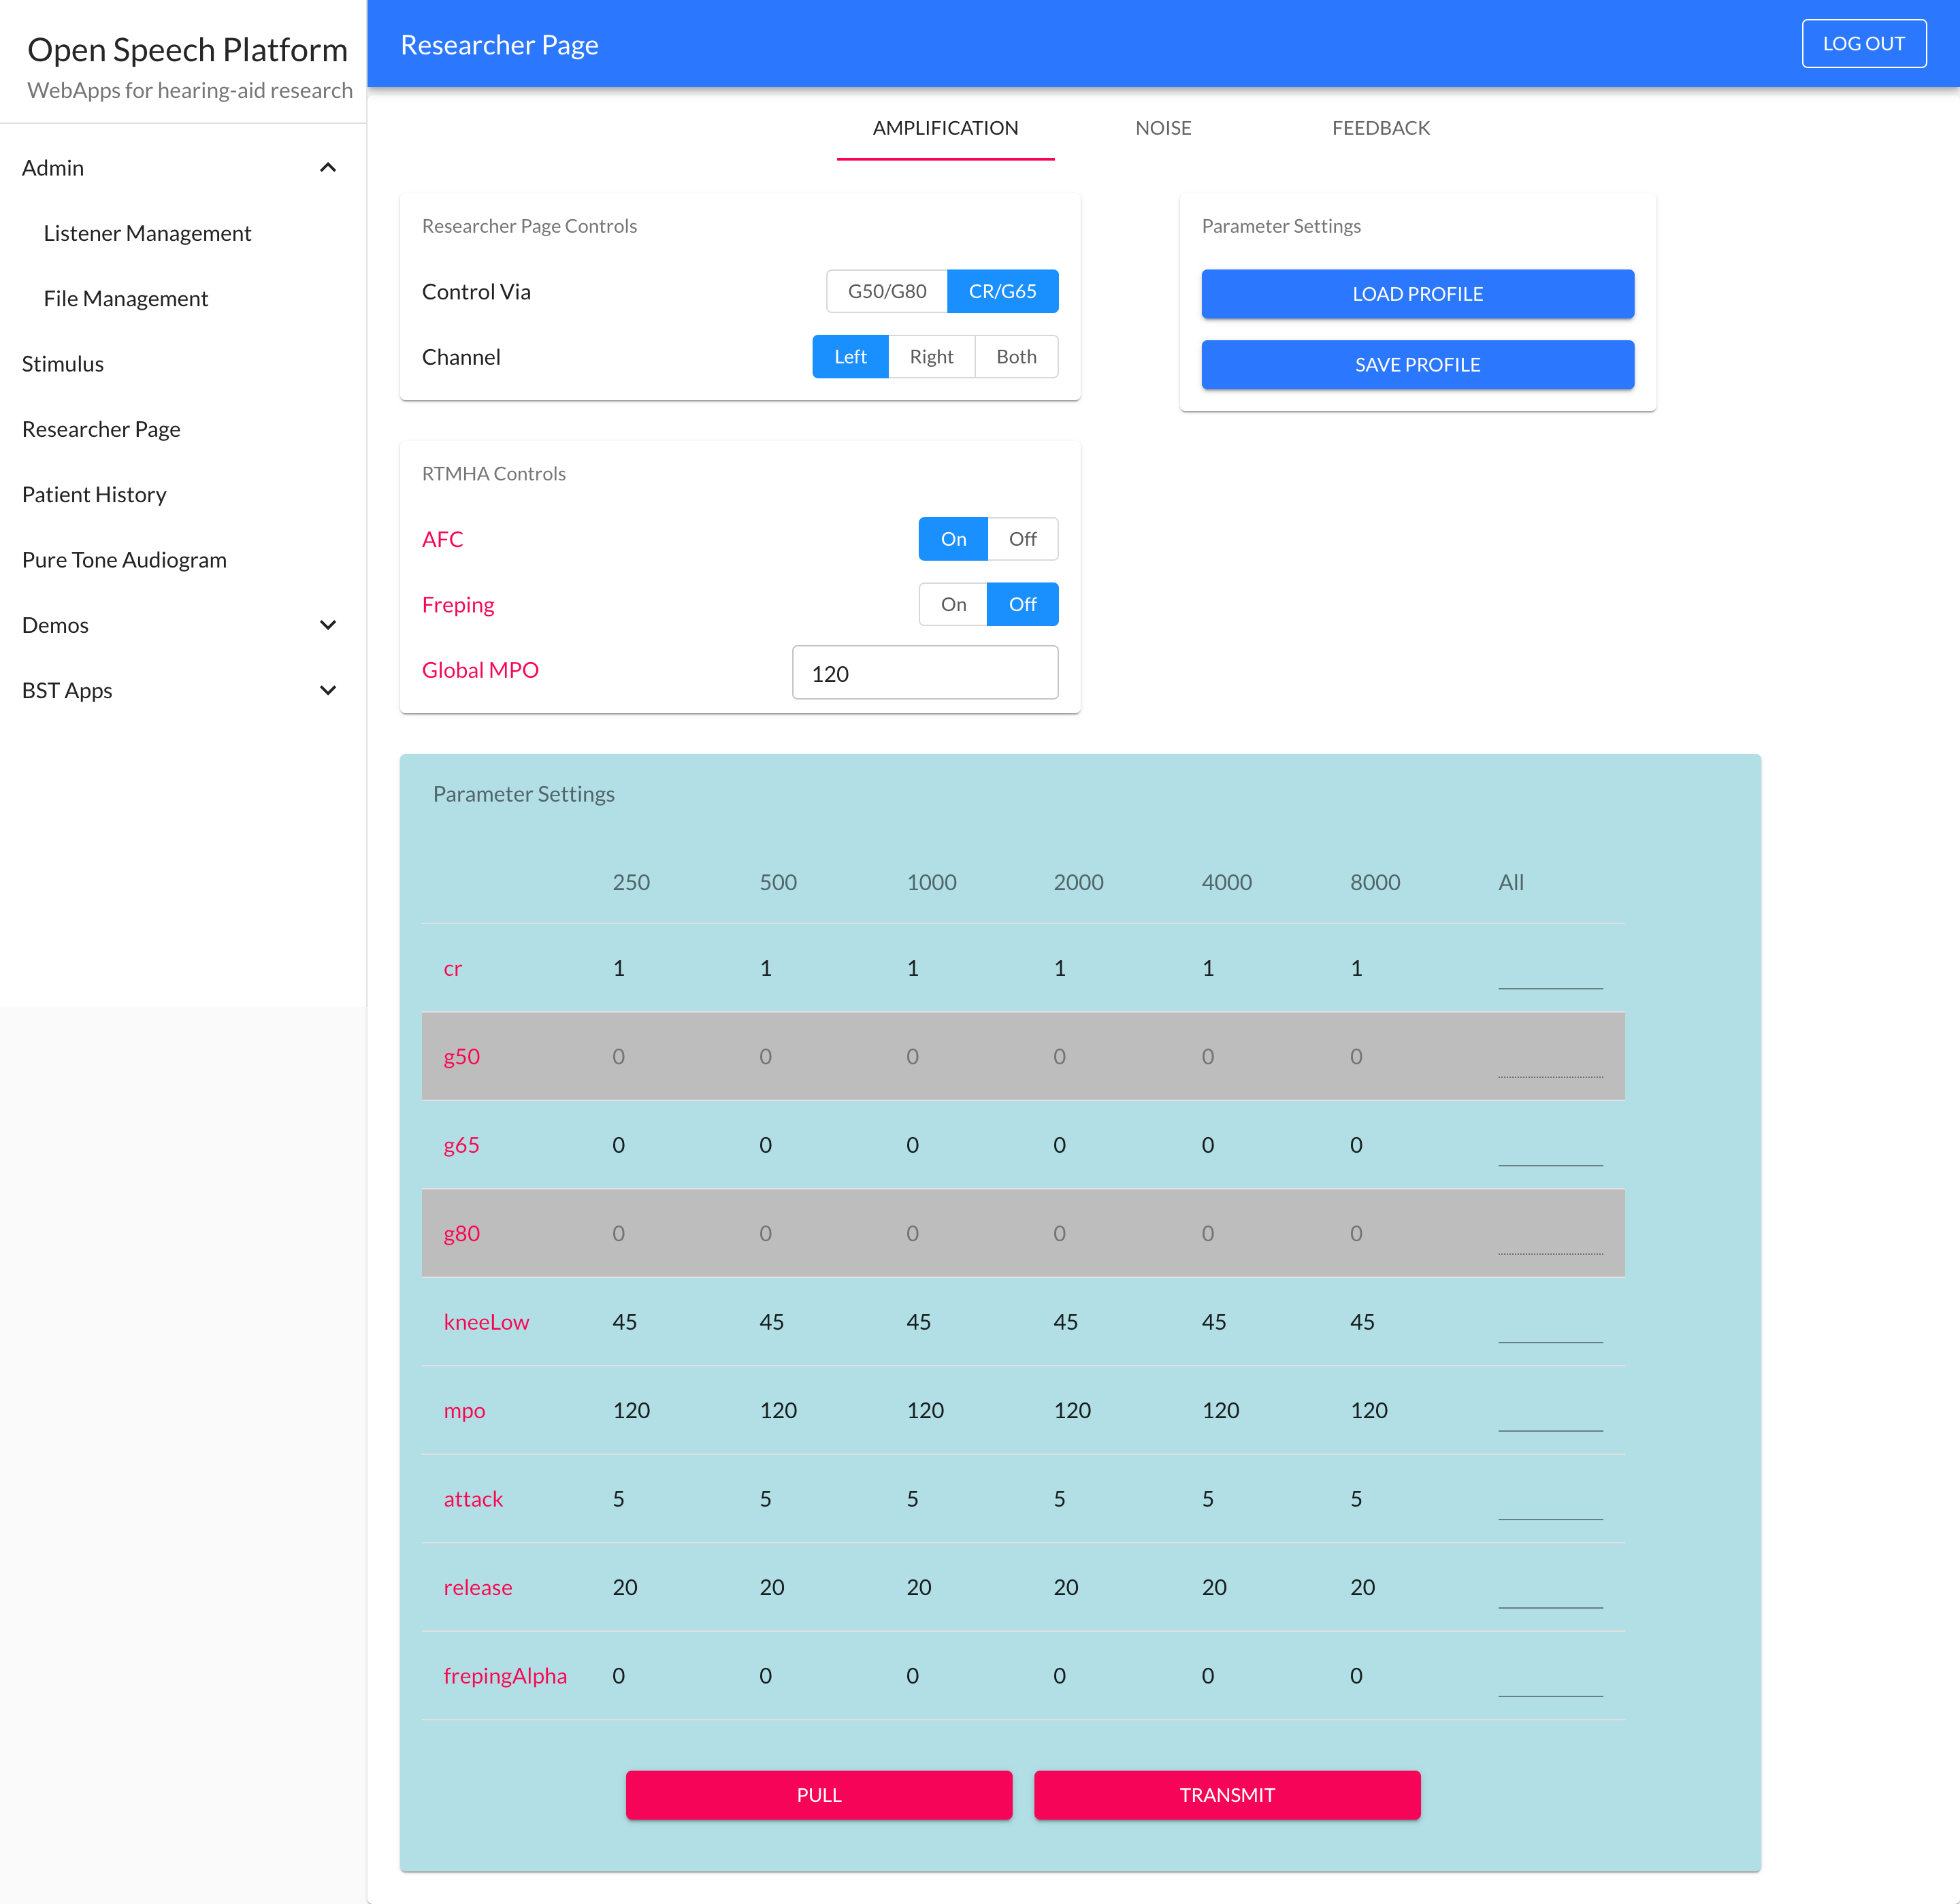 Open Speech Platform
WebApps for hearing-aid research
Admin
Listener Management
File Management
Stimulus
Researcher Page
Patient History
Pure Tone Audiogram
Demos
BST Apps
Researcher Page
LOG OUT
AMPLIFICATION NOISE FEEDBACK
Researcher Page Controls
Control Via G50/G80 CR/G65
Channel Left Right Both
Parameter Settings
LOAD PROFILE
SAVE PROFILE
RTMHA Controls
AFC On Off
Freping On Off
Global MPO 120
Parameter Settings
250 500 1000 2000 4000 8000 All
cr 1 1 1 1 1 1
g50 0 0 0 0 0 0
g65 0 0 0 0 0 0
g80 0 0 0 0 0 0
kneeLow 45 45 45 45 45 45
mpo 120 120 120 120 120 120
attack 5 5 5 5 5 5
release 20 20 20 20 20 20
frepingAlpha 0 0 0 0 0 0
PULL TRANSMIT